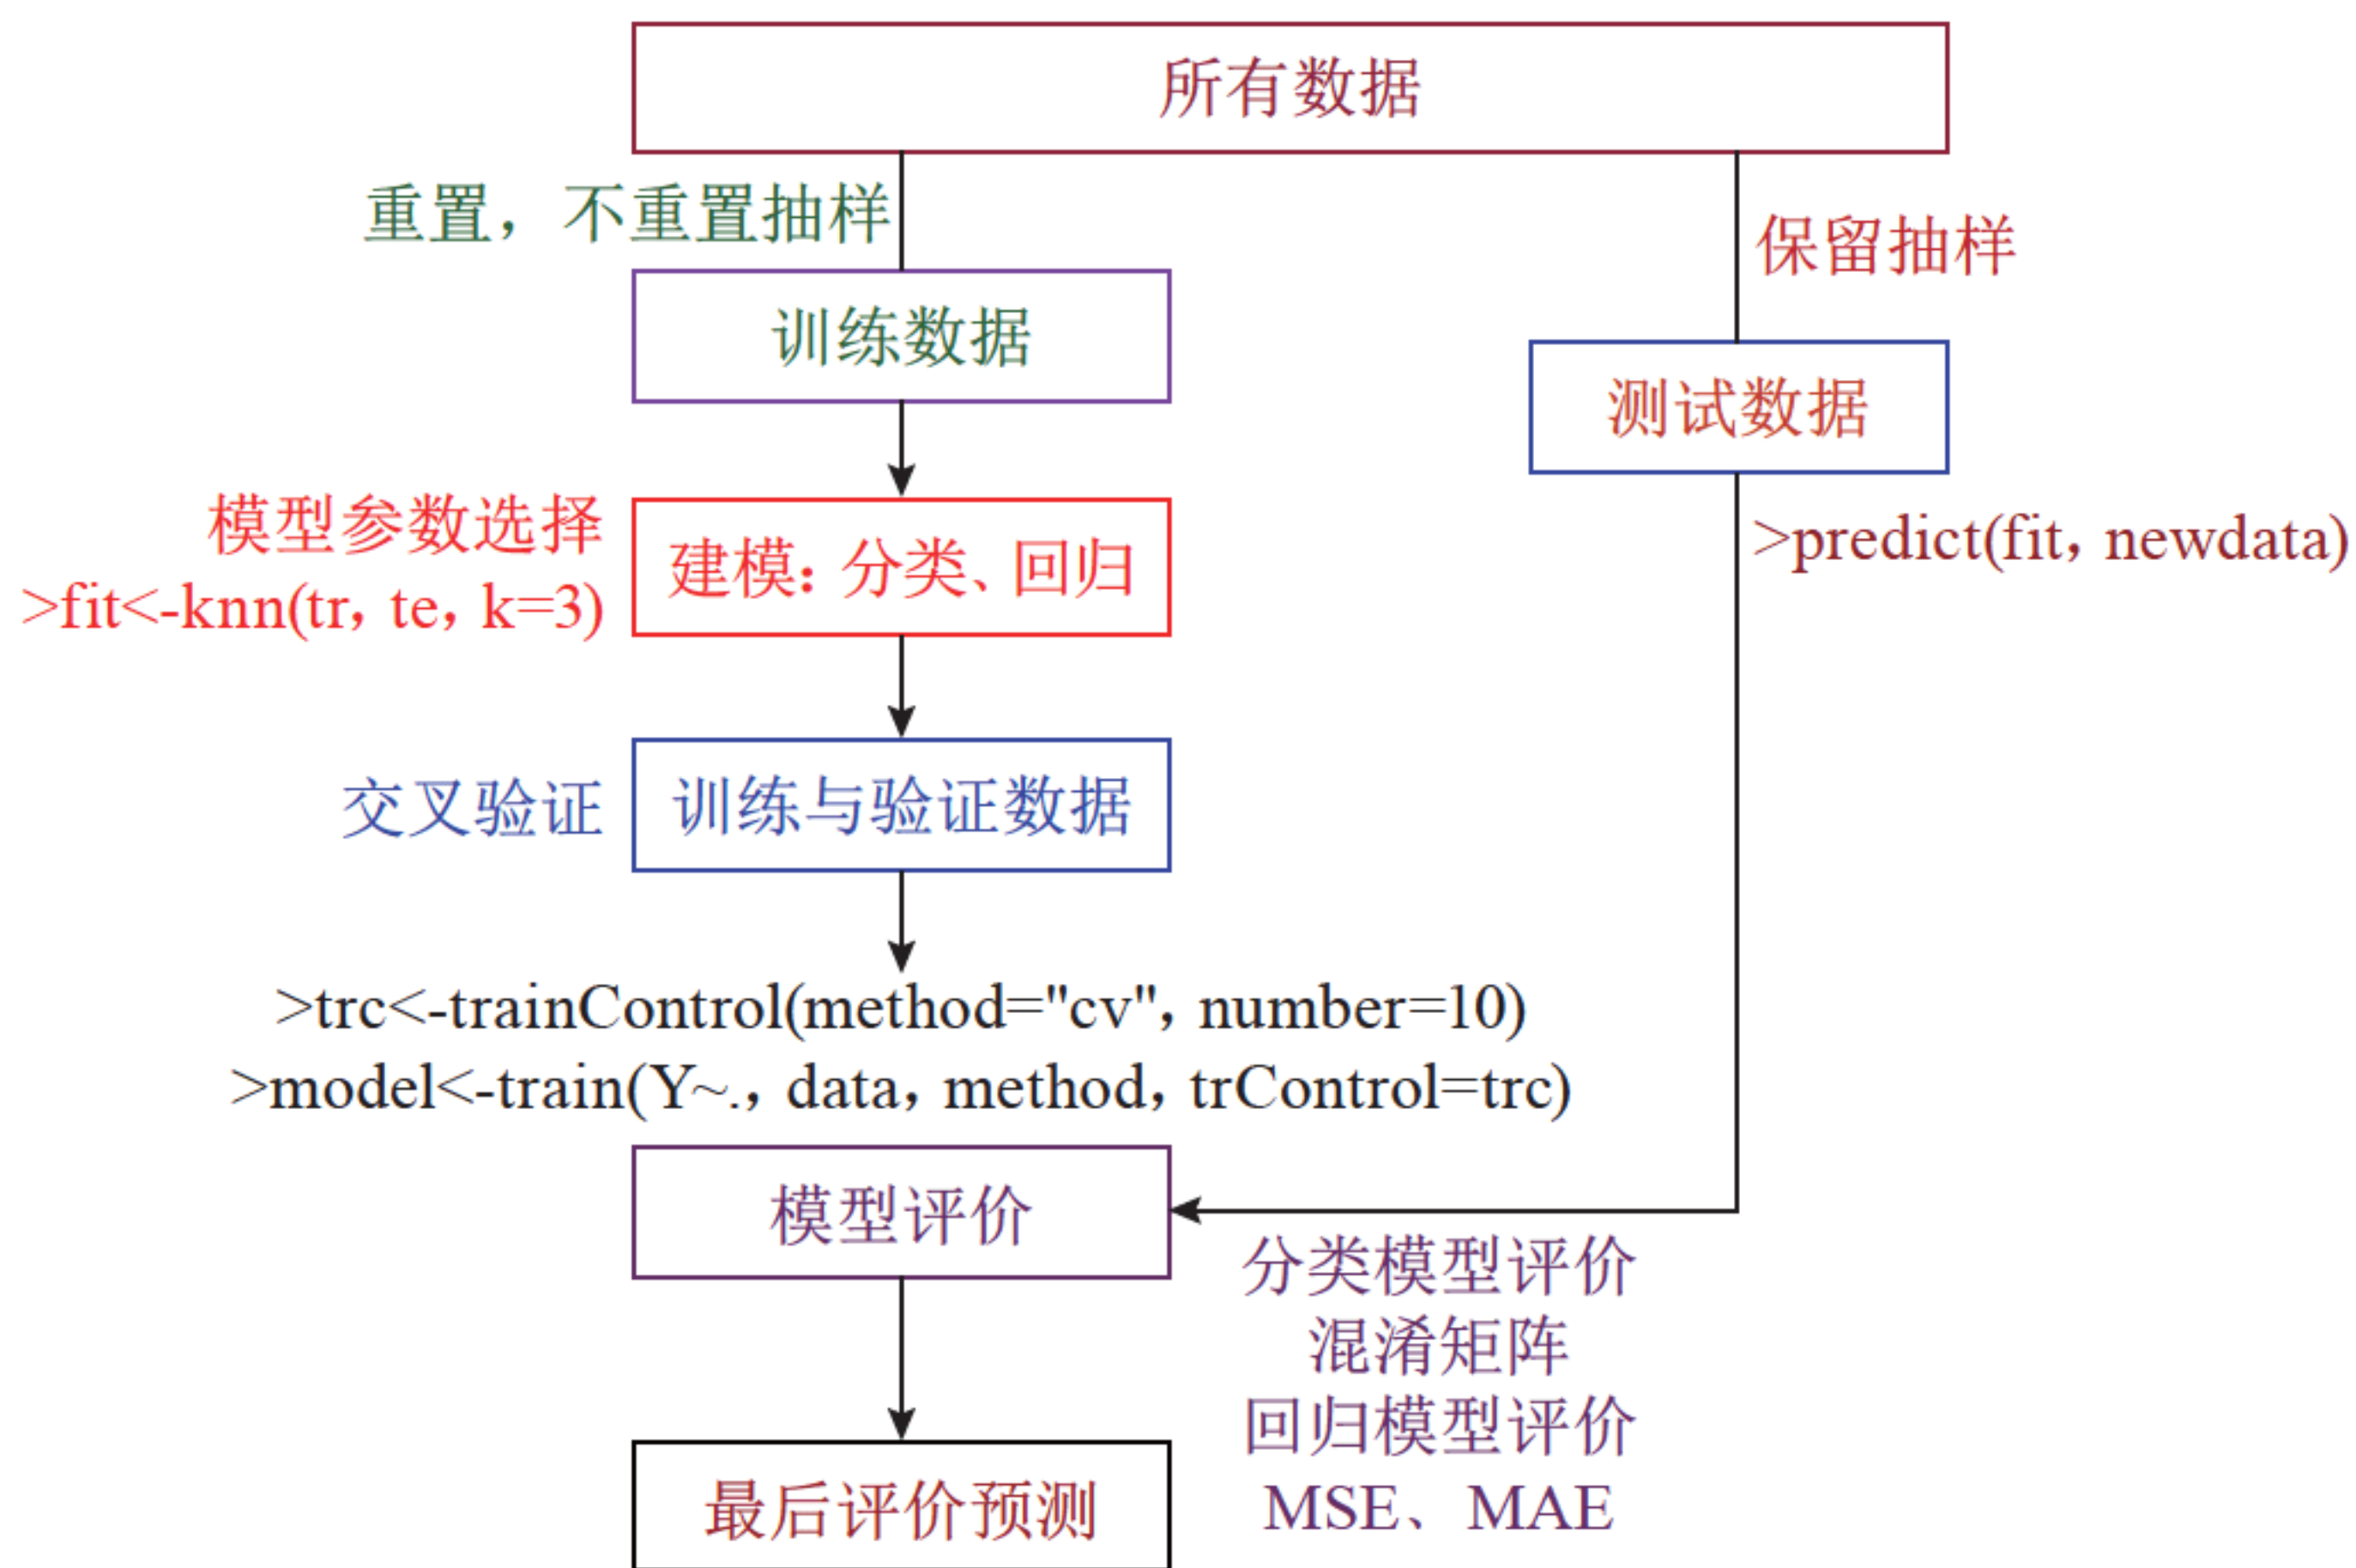 所有数据
重置，不重置抽样
保留抽样
训练数据
测试数据
模型参数选择
>fit<-knn(tr，te，k=3)
建模：分类、回归
>predict(fit，newdata)
交叉验证
训练与验证数据
>trc<-trainControl(method="cv"，number=10)
>model<-train(Y~.，data，method，trControl=trc)
模型评价
分类模型评价
混淆矩阵
回归模型评价
MSE、MAE
最后评价预测